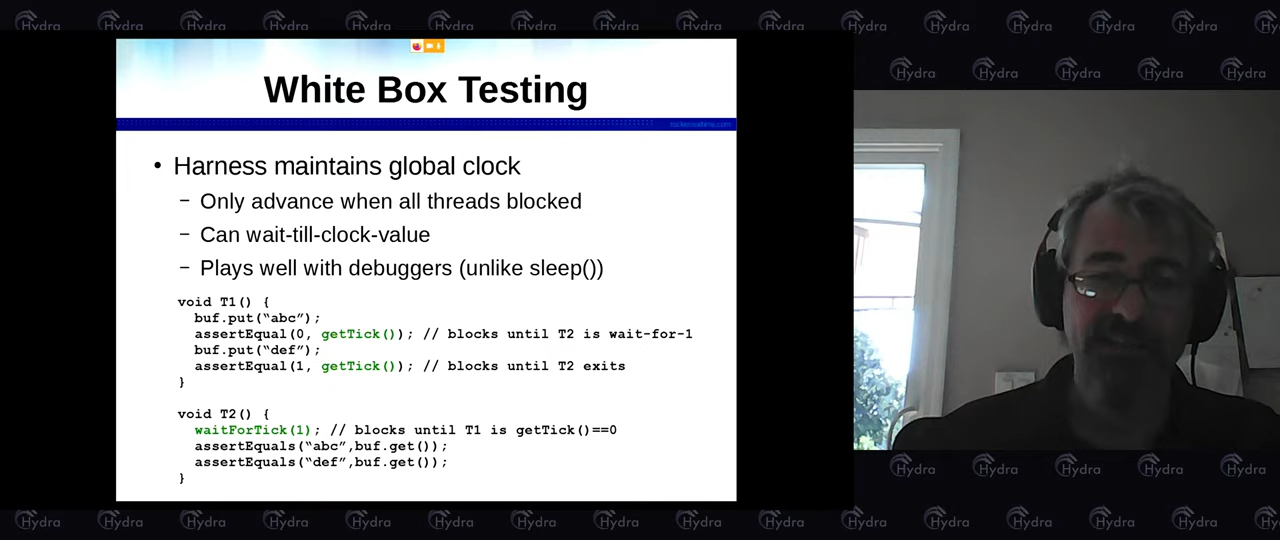 White Box Testing
• Harness maintains global clock
– Only advance when all threads blocked
– Can wait-till-clock-value
– Plays well with debuggers (unlike sleep())
void T1() {
buf.put(“abc”);
assertEqual(0, getTick()); // blocks until T2 is wait-for-1
buf.put(“def”);
assertEqual(1, getTick()); // blocks until T2 exits
}
void T2() {
waitForTick(1); // blocks until T1 is getTick()==0
assertEquals(“abc”,buf.get());
assertEquals(“def”,buf.get());
}
Hydra